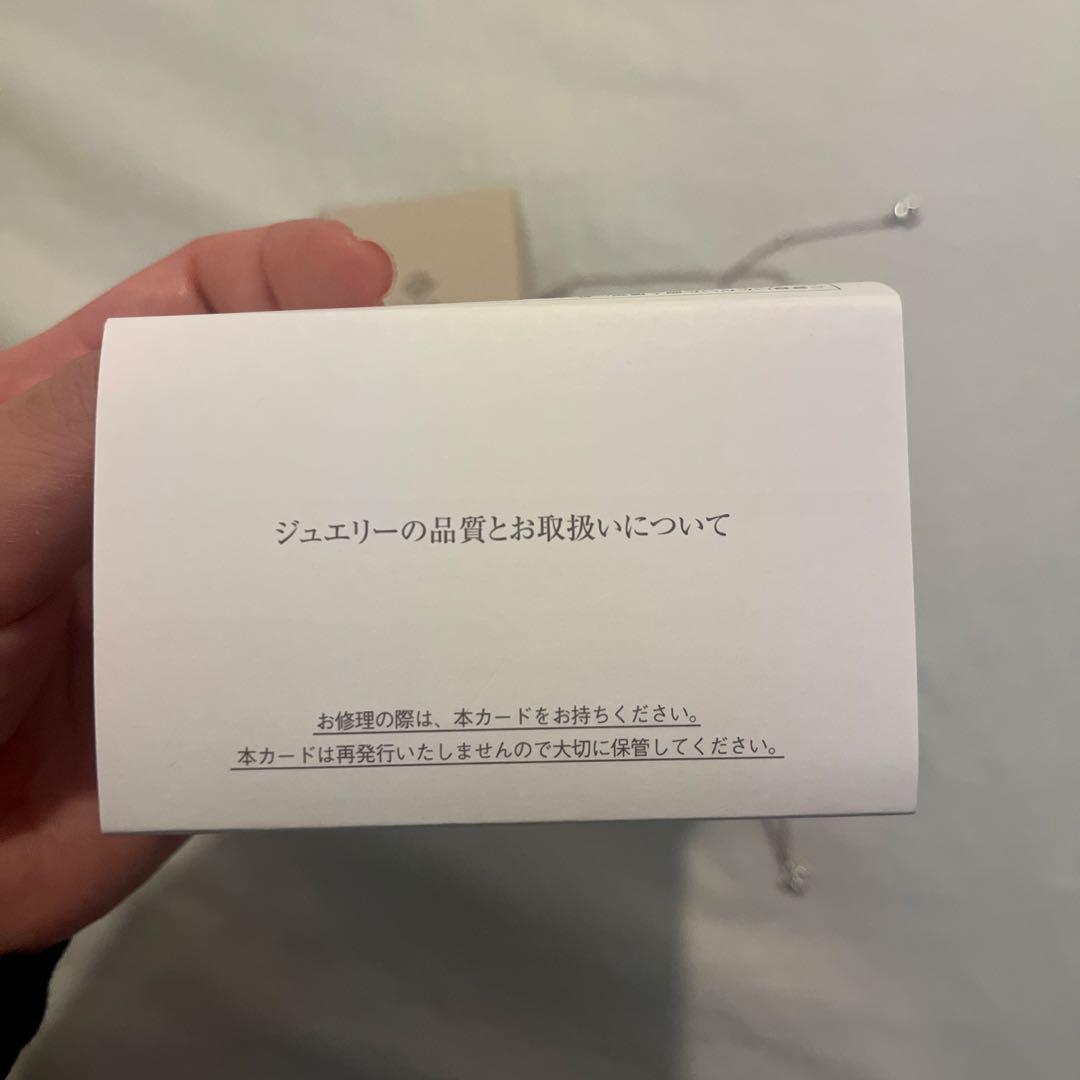 ジュエリーの品質とお取扱いについて
お修理の際は、本カードをお持ちください。
本カードは再発行いたしませんので大切に保管してください。